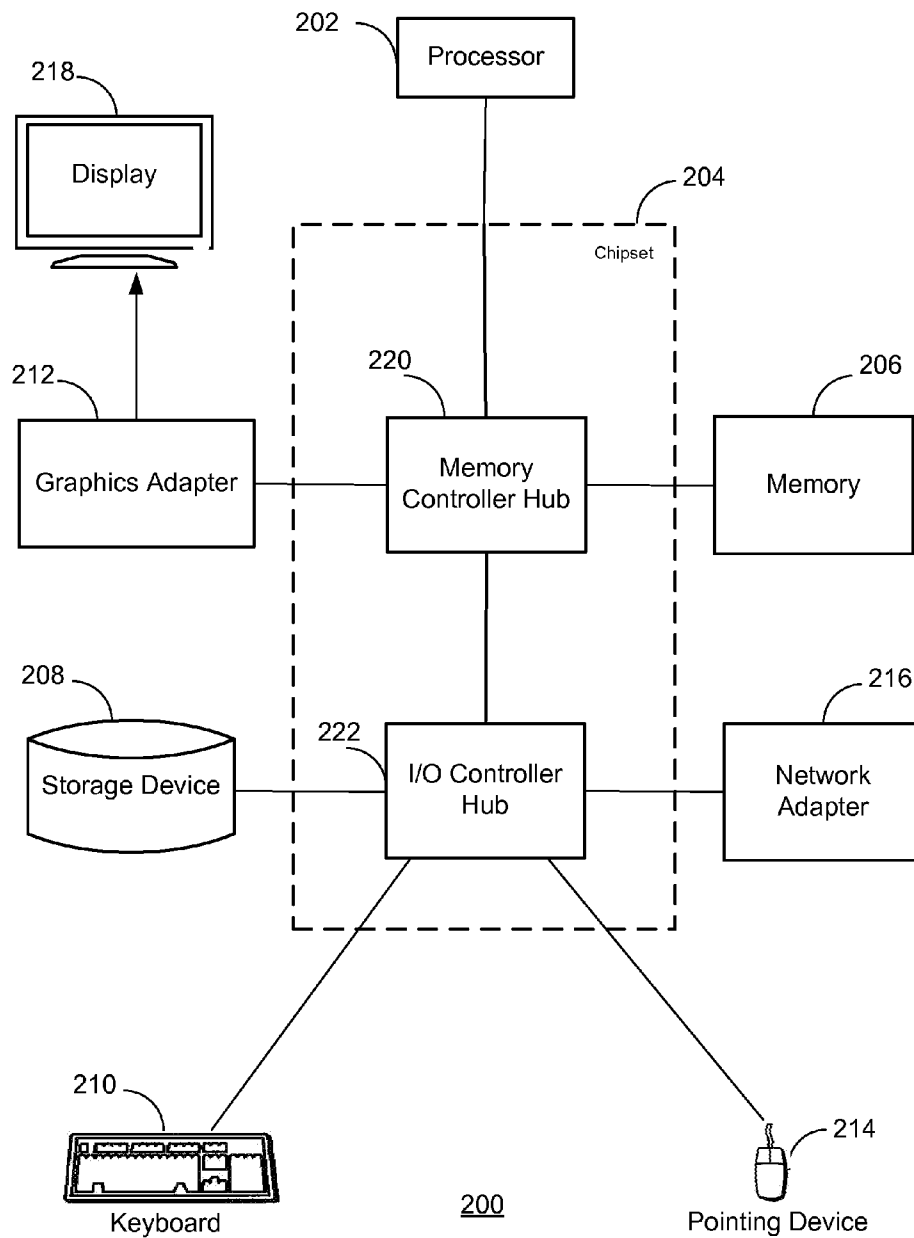 202
Processor
218
Display
204
Chipset
212
220
206
Graphics Adapter
Memory
Controller Hub
Memory
208
222
216
Storage Device
I/O Controller
Hub
Network
Adapter
210
214
Keyboard
200
Pointing Device